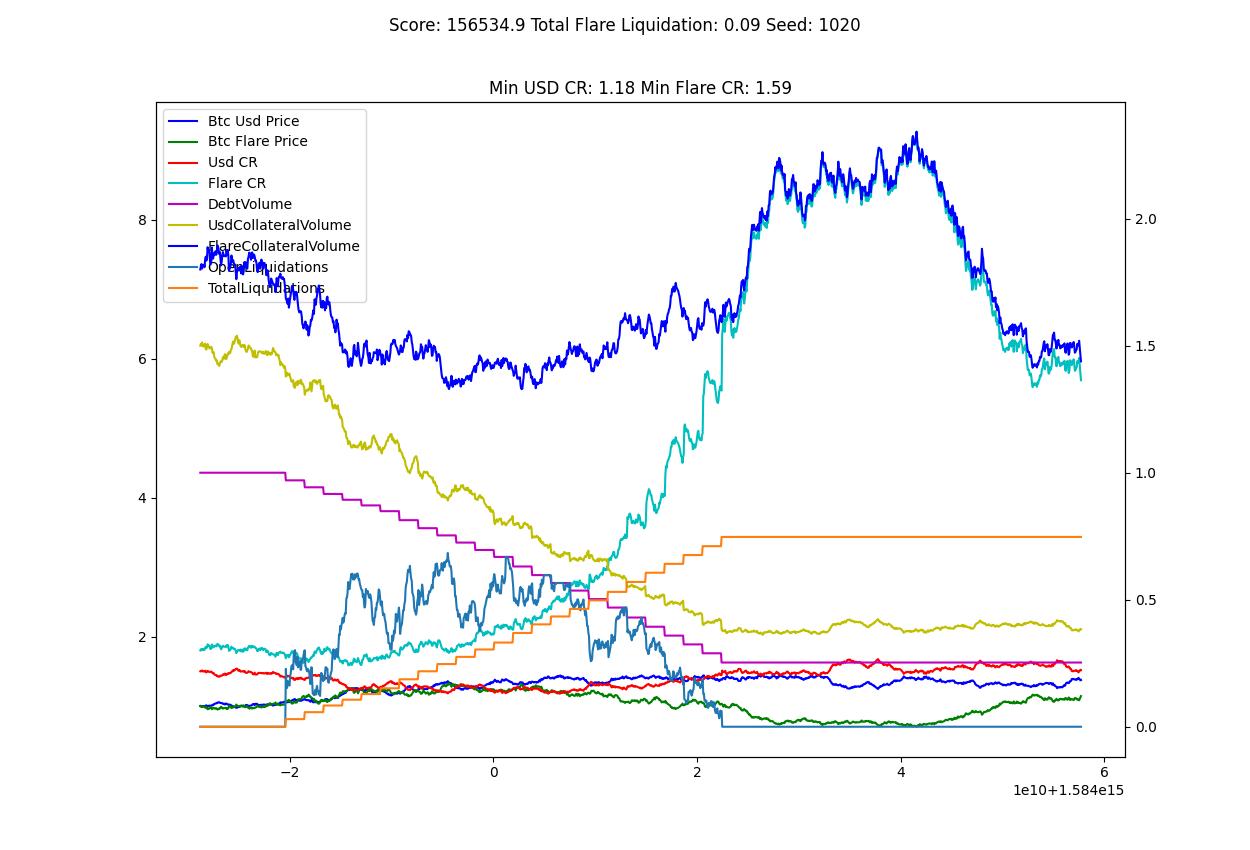 Score: 156534.9 Total Flare Liquidation: 0.09 Seed: 1020
Min USD CR: 1.18 Min Flare CR: 1.59
Btc Usd Price
Btc Flare Price
Usd CR
Flare CR
DebtVolume
UsdCollateralVolume
FlareCollateralVolume
OpenLiquidations
TotalLiquidations
8
6
4
2
2.0
1.5
1.0
0.5
0.0
−2 0 2 4 6
1e10+1.584e15